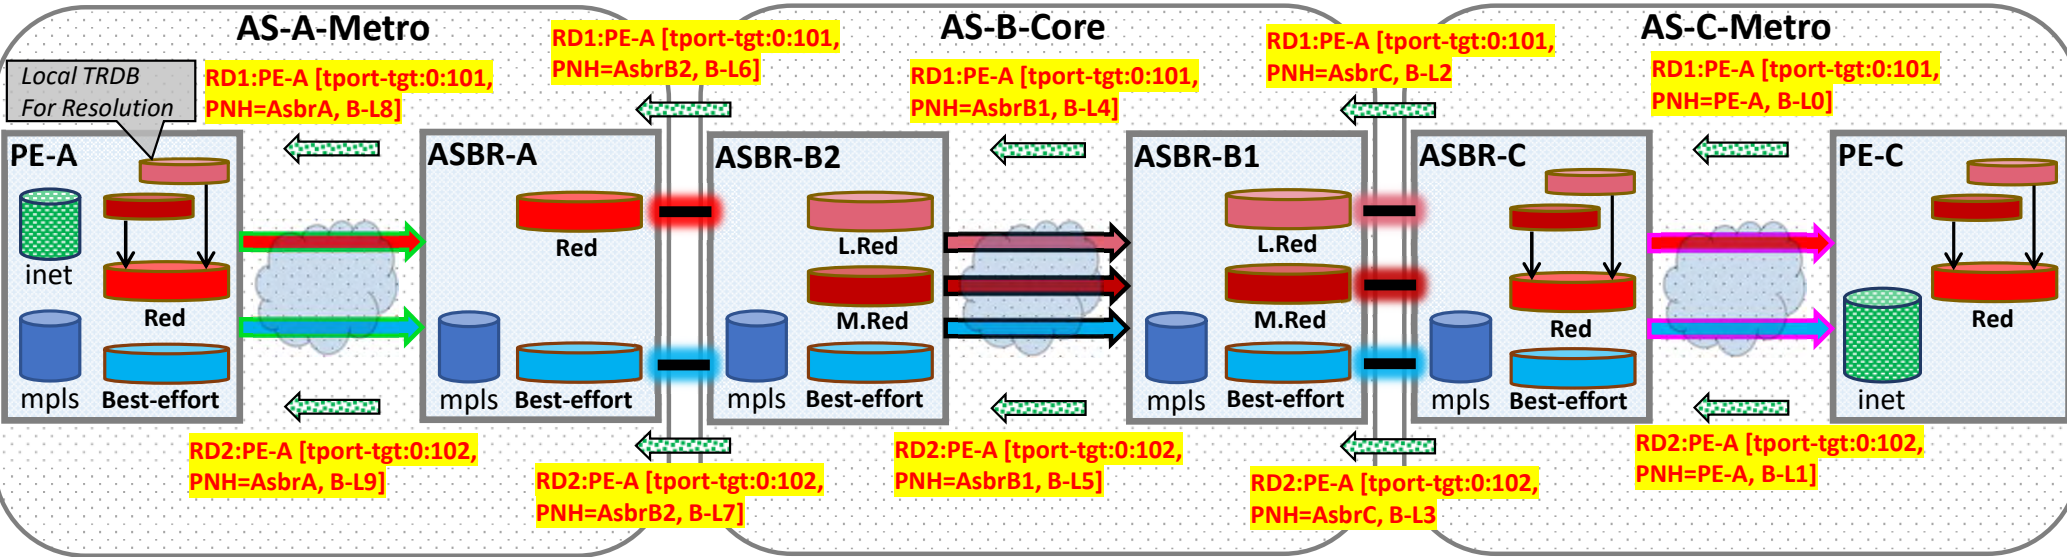 AS-A-Metro
AS-B-Core
AS-C-Metro
Local TRDB
For Resolution
RD1:PE-A [tport-tgt:0:101,
PNH=AsbrA, B-L8]
RD1:PE-A [tport-tgt:0:101,
PNH=AsbrB2, B-L6]
RD1:PE-A [tport-tgt:0:101,
PNH=AsbrB1, B-L4]
RD1:PE-A [tport-tgt:0:101,
PNH=AsbrC, B-L2
RD1:PE-A [tport-tgt:0:101,
PNH=PE-A, B-L0]
PE-A
inet
Red
mpls
Best-effort
ASBR-A
Red
mpls
Best-effort
ASBR-B2
L.Red
M.Red
mpls
Best-effort
ASBR-B1
L.Red
M.Red
mpls
Best-effort
ASBR-C
Red
mpls
Best-effort
PE-C
Red
inet
RD2:PE-A [tport-tgt:0:102,
PNH=AsbrA, B-L9]
RD2:PE-A [tport-tgt:0:102,
PNH=AsbrB2, B-L7]
RD2:PE-A [tport-tgt:0:102,
PNH=AsbrB1, B-L5]
RD2:PE-A [tport-tgt:0:102,
PNH=AsbrC, B-L3
RD2:PE-A [tport-tgt:0:102,
PNH=PE-A, B-L1]